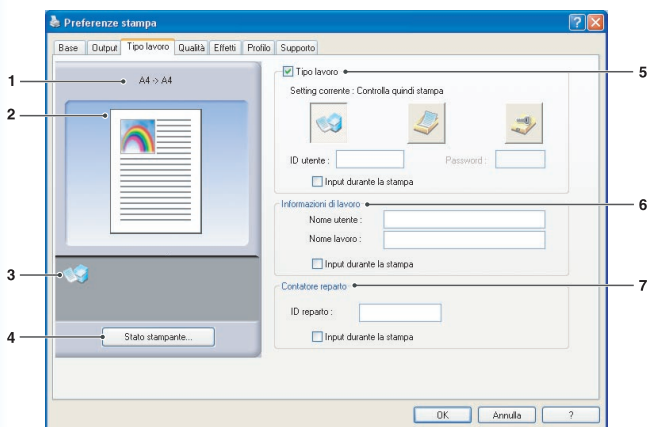 Preferenze stampa
Base Output Tipo lavoro Qualità Effetti Profilo Supporto
1
A4 -> A4
2
3
4
Stato stampante...
Tipo lavoro
5
Setting corrente : Controlla quindi stampa
ID utente :
Password :
Input durante la stampa
Informazioni di lavoro
6
Nome utente :
Nome lavoro :
Input durante la stampa
Contatore reparto
7
ID reparto :
Input durante la stampa
OK Annulla ?